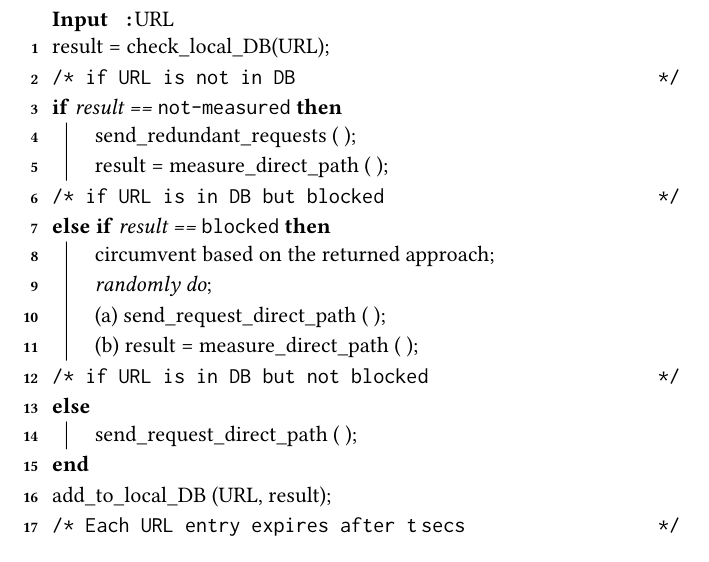 Input :URL
1 result = check_local_DB(URL);
2 /* if URL is not in DB */
3 if result == not-measured then
4 send_redundant_requests ( );
5 result = measure_direct_path ( );
6 /* if URL is in DB but blocked */
7 else if result == blocked then
8 circumvent based on the returned approach;
9 randomly do;
10 (a) send_request_direct_path ( );
11 (b) result = measure_direct_path ( );
12 /* if URL is in DB but not blocked */
13 else
14 send_request_direct_path ( );
15 end
16 add_to_local_DB (URL, result);
17 /* Each URL entry expires after t secs */